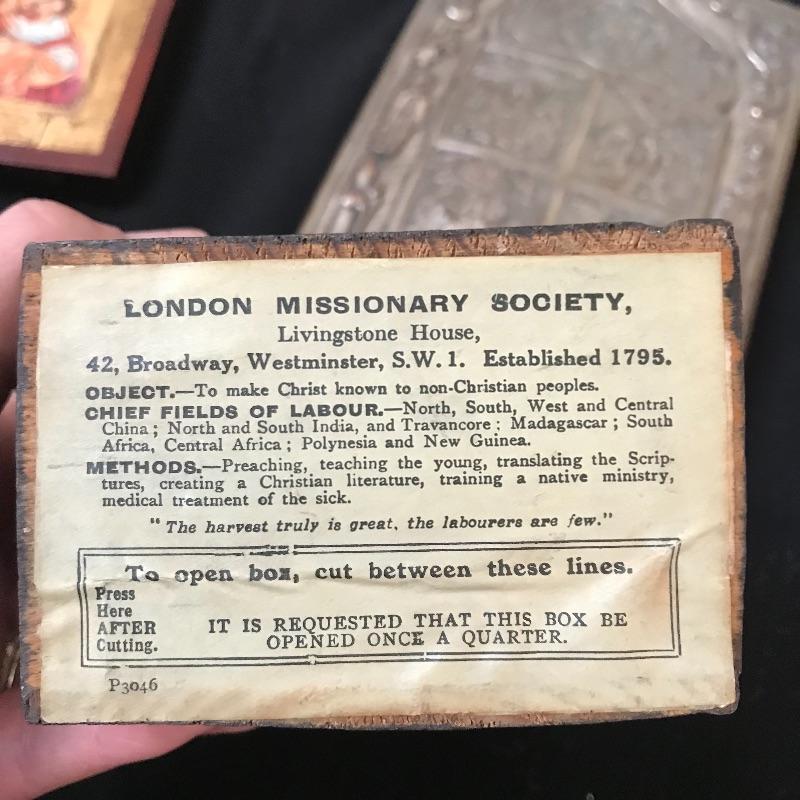 LONDON MISSIONARY SOCIETY,
Livingstone House,
42, Broadway, Westminster, S.W.1. Established 1795.
OBJECT.—To make Christ known to non-Christian peoples.
CHIEF FIELDS OF LABOUR.—North, South, West and Central
China; North and South India, and Travancore; Madagascar; South
Africa, Central Africa; Polynesia and New Guinea.
METHODS.—Preaching, teaching the young, translating the Scrip-
tures, creating a Christian literature, training a native ministry,
medical treatment of the sick.
"The harvest truly is great, the labourers are few."
To open box, cut between these lines.
Press
Here
AFTER
Cutting.
IT IS REQUESTED THAT THIS BOX BE
OPENED ONCE A QUARTER.
P3046